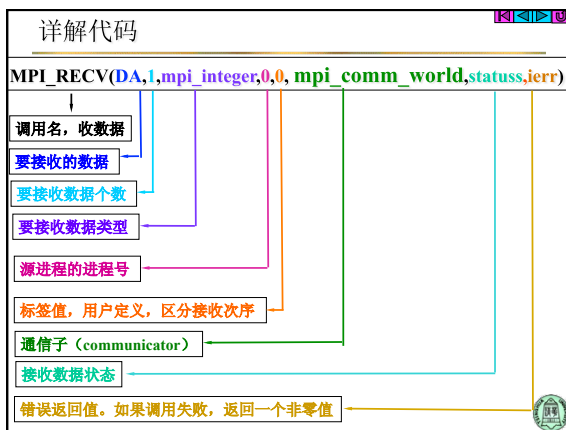 详解代码
MPI_RECV(DA,1,mpi_integer,0,0, mpi_comm_world,statuss,ierr)
调用名，收数据
要接收的数据
要接收数据个数
要接收数据类型
源进程的进程号
标签值，用户定义，区分接收次序
通信子（communicator）
接收数据状态
错误返回值。如果调用失败，返回一个非零值